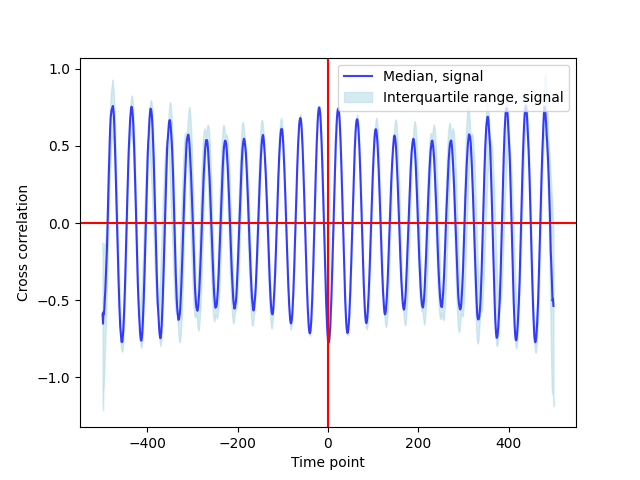 Median, signal
Interquartile range, signal
1.0
0.5
0.0
−0.5
−1.0
Cross correlation
−400
−200
0
200
400
Time point